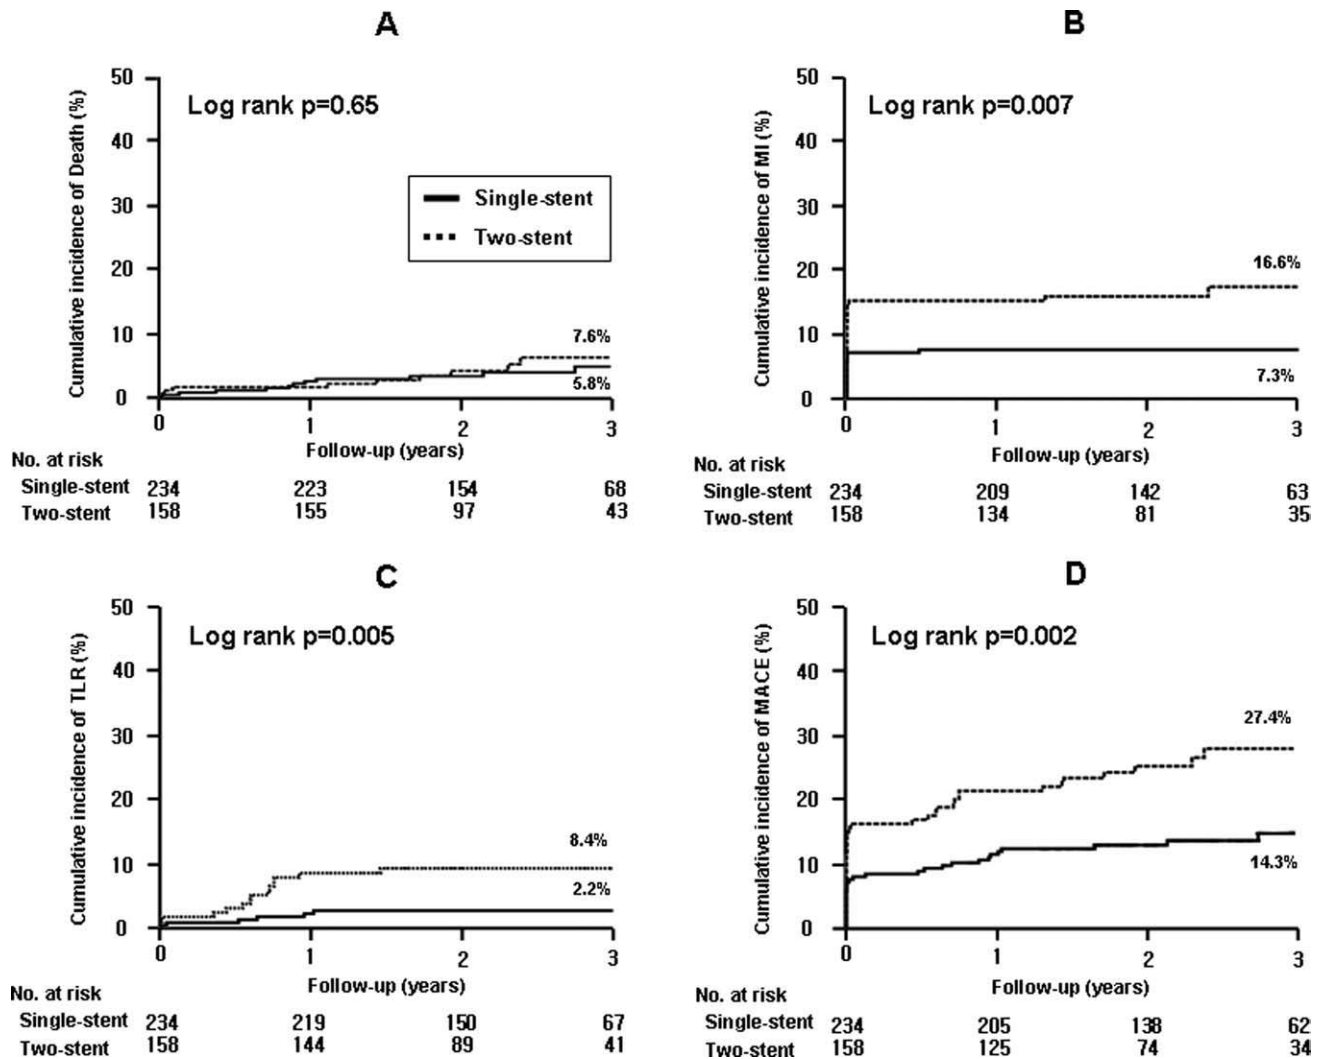 A
Cumulative incidence of Death (%)
50
40
30
20
10
0
Log rank p=0.65
Single-stent
Two-stent
7.6%
5.8%
0 1 2 3
Follow-up (years)
No. at risk
Single-stent 234 223 154 68
Two-stent 158 155 97 43
B
Cumulative incidence of MI (%)
50
40
30
20
10
0
Log rank p=0.007
16.6%
7.3%
0 1 2 3
Follow-up (years)
No. at risk
Single-stent 234 209 142 63
Two-stent 158 134 81 35
C
Cumulative incidence of TLR (%)
50
40
30
20
10
0
Log rank p=0.005
8.4%
2.2%
0 1 2 3
Follow-up (years)
No. at risk
Single-stent 234 219 150 67
Two-stent 158 144 89 41
D
Cumulative incidence of MACE (%)
50
40
30
20
10
0
Log rank p=0.002
27.4%
14.3%
0 1 2 3
Follow-up (years)
No. at risk
Single-stent 234 205 138 62
Two-stent 158 125 74 34